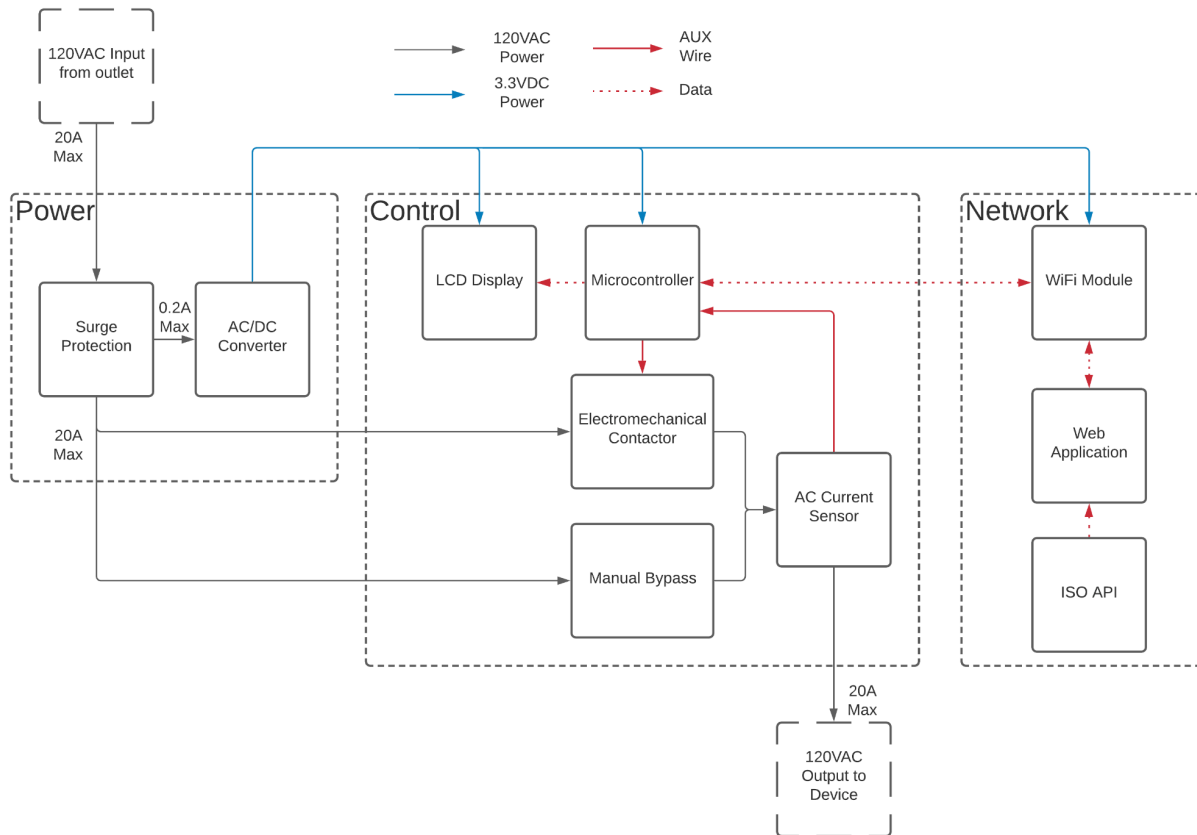 120VAC Input
from outlet
120VAC
Power
AUX
Wire
3.3VDC
Power
Data
20A
Max
Power
Control
Network
LCD Display
Microcontroller
WiFi Module
Surge
Protection
0.2A
Max
AC/DC
Converter
20A
Max
Electromechanical
Contactor
Web
Application
AC Current
Sensor
Manual Bypass
ISO API
20A
Max
120VAC
Output to
Device